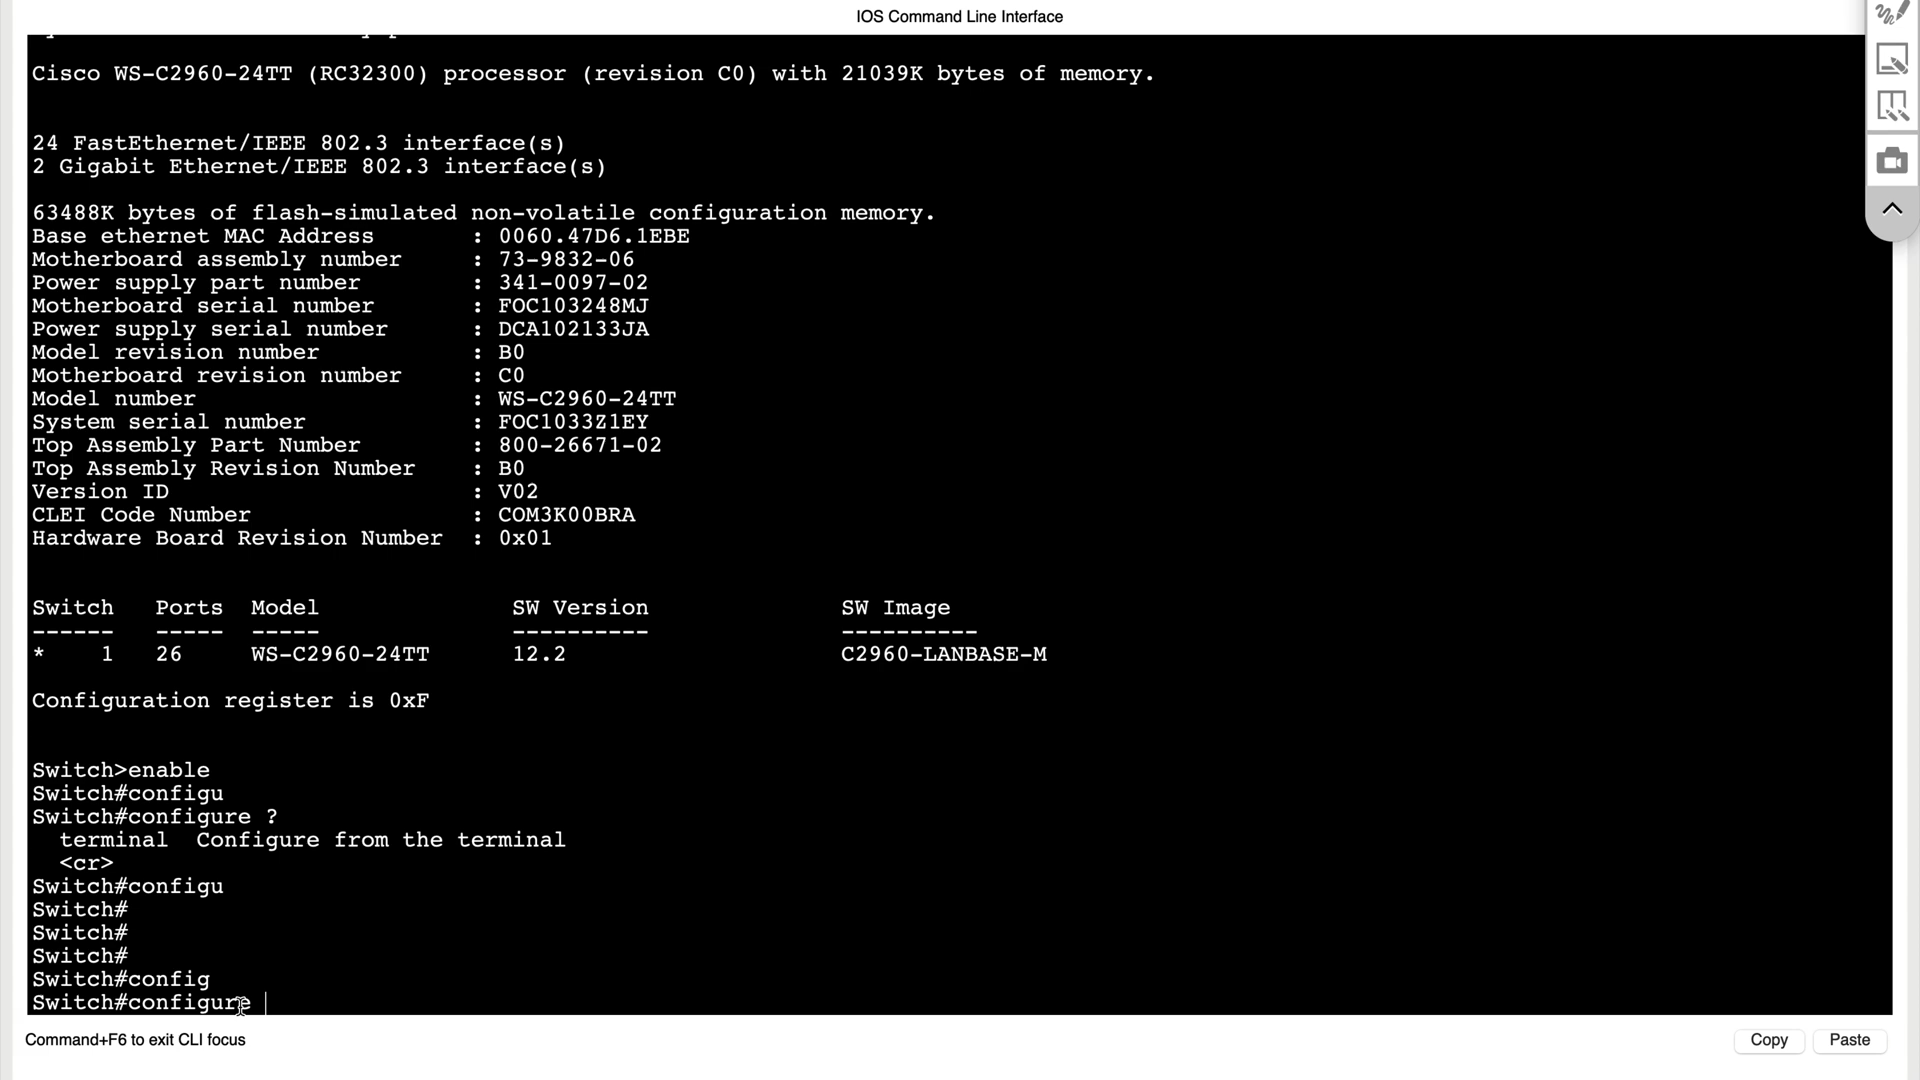 IOS Command Line Interface
Cisco WS-C2960-24TT (RC32300) processor (revision C0) with 21039K bytes of memory.
24 FastEthernet/IEEE 802.3 interface(s)
2 Gigabit Ethernet/IEEE 802.3 interface(s)
63488K bytes of flash-simulated non-volatile configuration memory.
Base ethernet MAC Address : 0060.47D6.1EBE
Motherboard assembly number : 73-9832-06
Power supply part number : 341-0097-02
Motherboard serial number : FOC103248MJ
Power supply serial number : DCA102133JA
Model revision number : B0
Motherboard revision number : C0
Model number : WS-C2960-24TT
System serial number : FOC1033Z1EY
Top Assembly Part Number : 800-26671-02
Top Assembly Revision Number : B0
Version ID : V02
CLEI Code Number : COM3K00BRA
Hardware Board Revision Number : 0x01
Switch Ports Model SW Version SW Image
------ ----- ----- ---------- ----------
* 1 26 WS-C2960-24TT 12.2 C2960-LANBASE-M
Configuration register is 0xF
Switch>enable
Switch#configu
Switch#configure ?
terminal Configure from the terminal
<cr>
Switch#configu
Switch#
Switch#
Switch#
Switch#config
Switch#configure
Command+F6 to exit CLI focus
Copy Paste